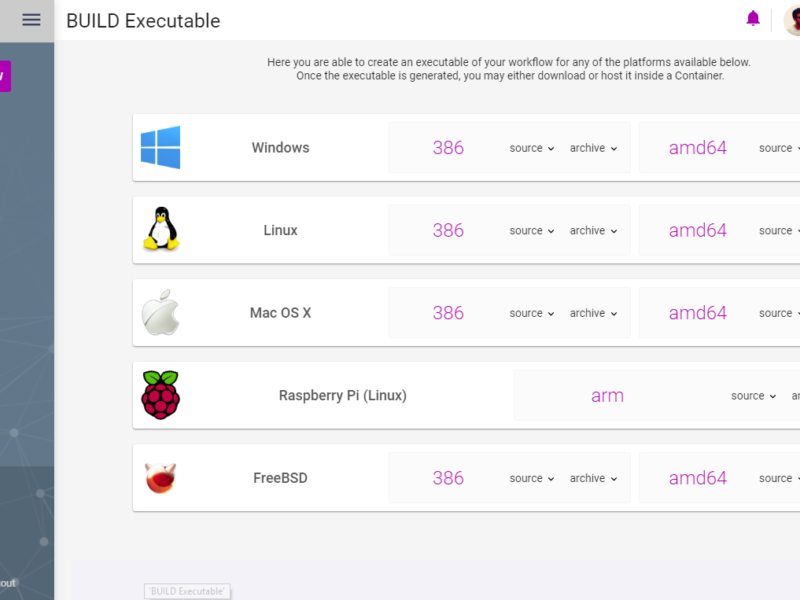 BUILD Executable
Here you are able to create an executable of your workflow for any of the platforms available below.
Once the executable is generated, you may either download or host it inside a Container.
Windows 386 source archive amd64 source
Linux 386 source archive amd64 source
Mac OS X 386 source archive amd64 source
Raspberry Pi (Linux) arm source
FreeBSD 386 source archive amd64 source
out
'BUILD Executable'